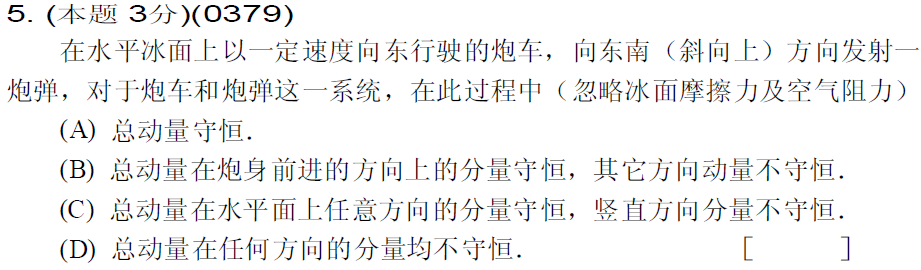 5. (本题 3分)(0379)
在水平冰面上以一定速度向东行驶的炮车，向东南（斜向上）方向发射一
炮弹，对于炮车和炮弹这一系统，在此过程中（忽略冰面摩擦力及空气阻力）
(A) 总动量守恒．
(B) 总动量在炮身前进的方向上的分量守恒，其它方向动量不守恒．
(C) 总动量在水平面上任意方向的分量守恒，竖直方向分量不守恒．
(D) 总动量在任何方向的分量均不守恒． ［ ］